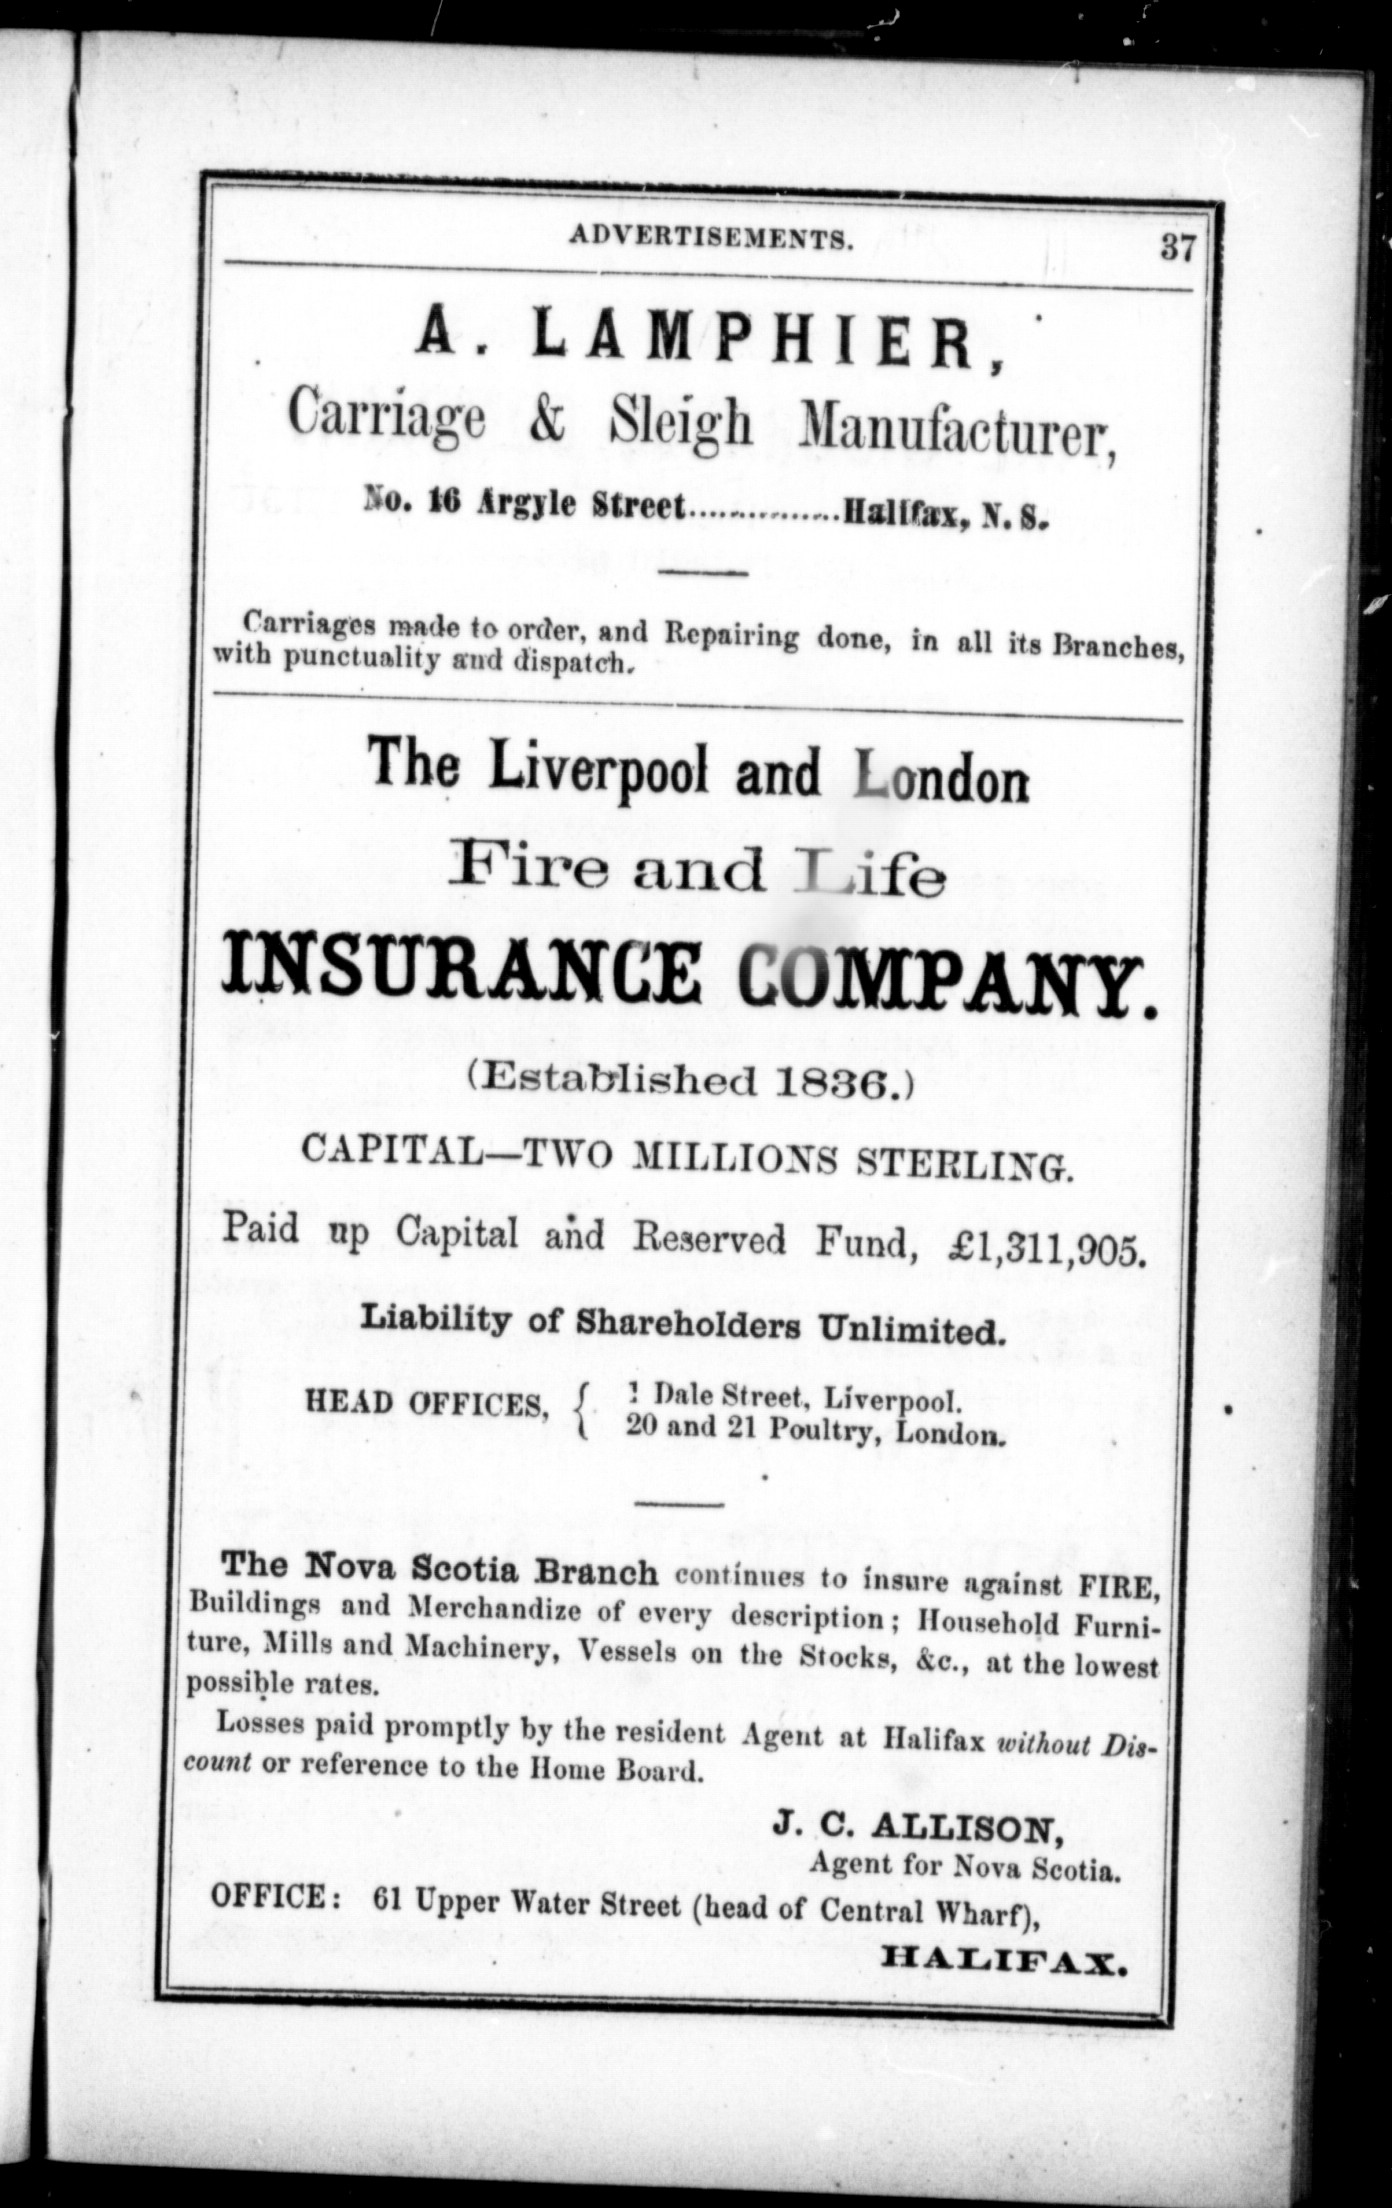 ADVERTISEMENTS. 37
A. LAMPHIER,
Carriage & Sleigh Manufacturer,
No. 16 Argyle Street...............Halifax, N. S.
Carriages made to order, and Repairing done, in all its Branches,
with punctuality and dispatch.
The Liverpool and London
Fire and Life
INSURANCE COMPANY.
(Established 1836.)
CAPITAL—TWO MILLIONS STERLING.
Paid up Capital and Reserved Fund, £1,311,905.
Liability of Shareholders Unlimited.
HEAD OFFICES, { 1 Dale Street, Liverpool.
20 and 21 Poultry, London.
The Nova Scotia Branch continues to insure against FIRE,
Buildings and Merchandize of every description; Household Furni-
ture, Mills and Machinery, Vessels on the Stocks, &c., at the lowest
possible rates.
Losses paid promptly by the resident Agent at Halifax without Dis-
count or reference to the Home Board.
J. C. ALLISON,
Agent for Nova Scotia.
OFFICE: 61 Upper Water Street (head of Central Wharf),
HALIFAX.